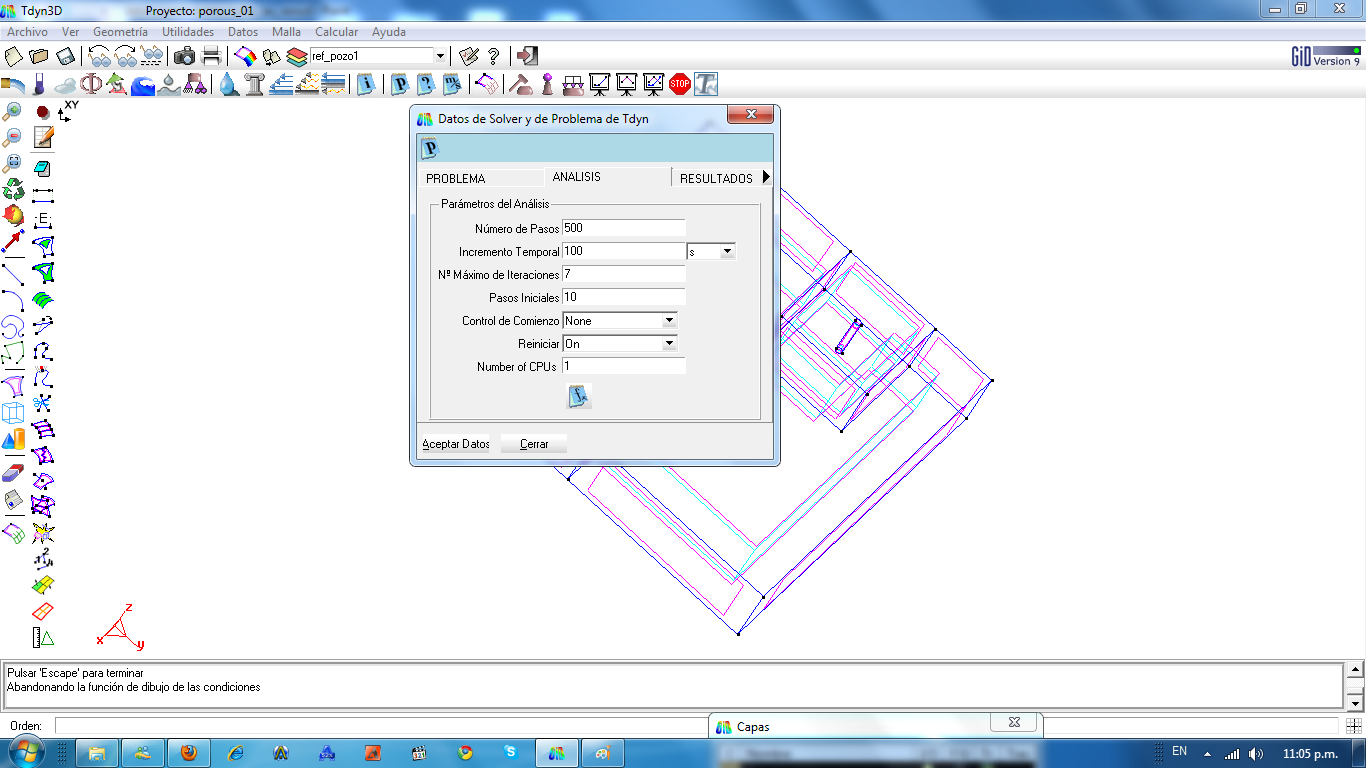 Tdyn3D Proyecto: porous_01
Archivo Ver Geometría Utilidades Datos Malla Calcular Ayuda
ref_pozo1
GiD Version 9
STOP
XY
Datos de Solver y de Problema de Tdyn
PROBLEMA ANALISIS RESULTADOS
Parámetros del Análisis
Número de Pasos 500
Incremento Temporal 100 s
Nº Máximo de Iteraciones 7
Pasos Iniciales 10
Control de Comienzo None
Reiniciar On
Number of CPUs 1
Aceptar Datos Cerrar
z
x
y
Pulsar 'Escape' para terminar
Abandonando la función de dibujo de las condiciones
Orden:
Capas
EN 11:05 p.m.